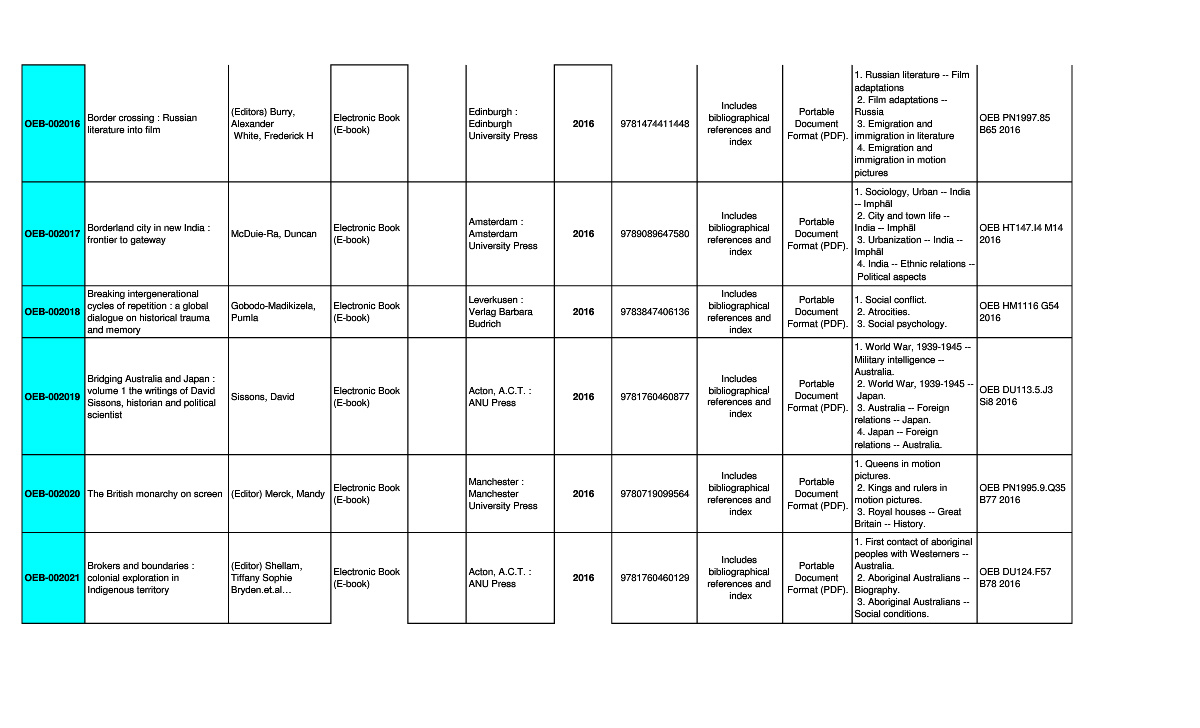 OEB-002016
Border crossing : Russian
literature into film
(Editors) Burry,
Alexander
White, Frederick H
Electronic Book
(E-book)
Edinburgh :
Edinburgh
University Press
2016
9781474411448
Includes
bibliographical
references and
index
Portable
Document
Format (PDF).
1. Russian literature -- Film
adaptations
2. Film adaptations --
Russia
3. Emigration and
immigration in literature
4. Emigration and
immigration in motion
pictures
OEB PN1997.85
B65 2016
OEB-002017
Borderland city in new India :
frontier to gateway
McDuie-Ra, Duncan
Electronic Book
(E-book)
Amsterdam :
Amsterdam
University Press
2016
9789089647580
Includes
bibliographical
references and
index
Portable
Document
Format (PDF).
1. Sociology, Urban -- India
-- Imphāl
2. City and town life --
India -- Imphāl
3. Urbanization -- India --
Imphāl
4. India -- Ethnic relations --
Political aspects
OEB HT147.I4 M14
2016
OEB-002018
Breaking intergenerational
cycles of repetition : a global
dialogue on historical trauma
and memory
Gobodo-Madikizela,
Pumla
Electronic Book
(E-book)
Leverkusen :
Verlag Barbara
Budrich
2016
9783847406136
Includes
bibliographical
references and
index
Portable
Document
Format (PDF).
1. Social conflict.
2. Atrocities.
3. Social psychology.
OEB HM1116 G54
2016
OEB-002019
Bridging Australia and Japan :
volume 1 the writings of David
Sissons, historian and political
scientist
Sissons, David
Electronic Book
(E-book)
Acton, A.C.T. :
ANU Press
2016
9781760460877
Includes
bibliographical
references and
index
Portable
Document
Format (PDF).
1. World War, 1939-1945 --
Military intelligence --
Australia.
2. World War, 1939-1945 --
Japan.
3. Australia -- Foreign
relations -- Japan.
4. Japan -- Foreign
relations -- Australia.
OEB DU113.5.J3
Si8 2016
OEB-002020
The British monarchy on screen
(Editor) Merck, Mandy
Electronic Book
(E-book)
Manchester :
Manchester
University Press
2016
9780719099564
Includes
bibliographical
references and
index
Portable
Document
Format (PDF).
1. Queens in motion
pictures.
2. Kings and rulers in
motion pictures.
3. Royal houses -- Great
Britain -- History.
OEB PN1995.9.Q35
B77 2016
OEB-002021
Brokers and boundaries :
colonial exploration in
Indigenous territory
(Editor) Shellam,
Tiffany Sophie
Bryden.et.al...
Electronic Book
(E-book)
Acton, A.C.T. :
ANU Press
2016
9781760460129
Includes
bibliographical
references and
index
Portable
Document
Format (PDF).
1. First contact of aboriginal
peoples with Westerners --
Australia.
2. Aboriginal Australians --
Biography.
3. Aboriginal Australians --
Social conditions.
OEB DU124.F57
B78 2016